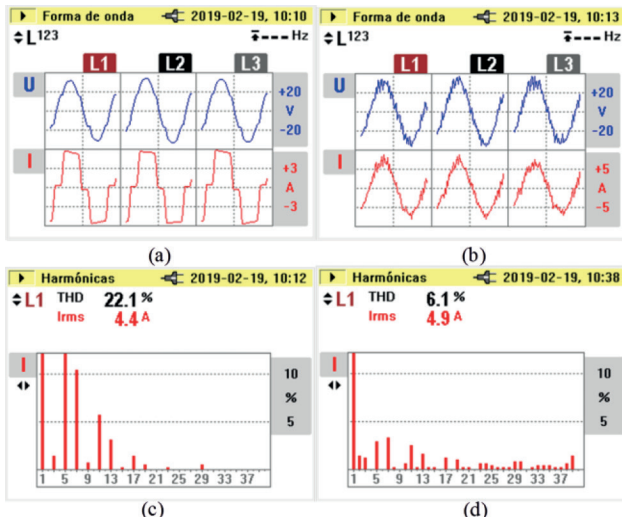 Forma de onda 2019-02-19, 10:10
L123 --- Hz
L1 L2 L3
U +20
V
-20
I +3
A
-3
(a)
Forma de onda 2019-02-19, 10:13
L123 --- Hz
L1 L2 L3
U +20
V
-20
I +5
A
-5
(b)
Harmónicas 2019-02-19, 10:12
L1 THD 22.1 %
Irms 4.4 A
I 10
%
5
1 5 9 13 17 21 25 29 33 37
(c)
Harmónicas 2019-02-19, 10:38
L1 THD 6.1 %
Irms 4.9 A
I 10
%
5
1 5 9 13 17 21 25 29 33 37
(d)